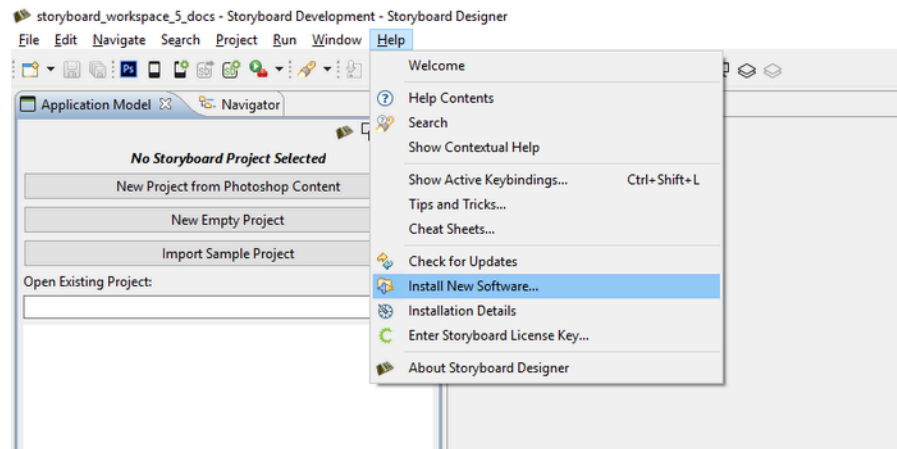 storyboard_workspace_5_docs - Storyboard Development - Storyboard Designer
File Edit Navigate Search Project Run Window Help
Ps
Application Model Navigator
No Storyboard Project Selected
New Project from Photoshop Content
New Empty Project
Import Sample Project
Open Existing Project:
Welcome
Help Contents
Search
Show Contextual Help
Show Active Keybindings... Ctrl+Shift+L
Tips and Tricks...
Cheat Sheets...
Check for Updates
Install New Software...
Installation Details
Enter Storyboard License Key...
About Storyboard Designer